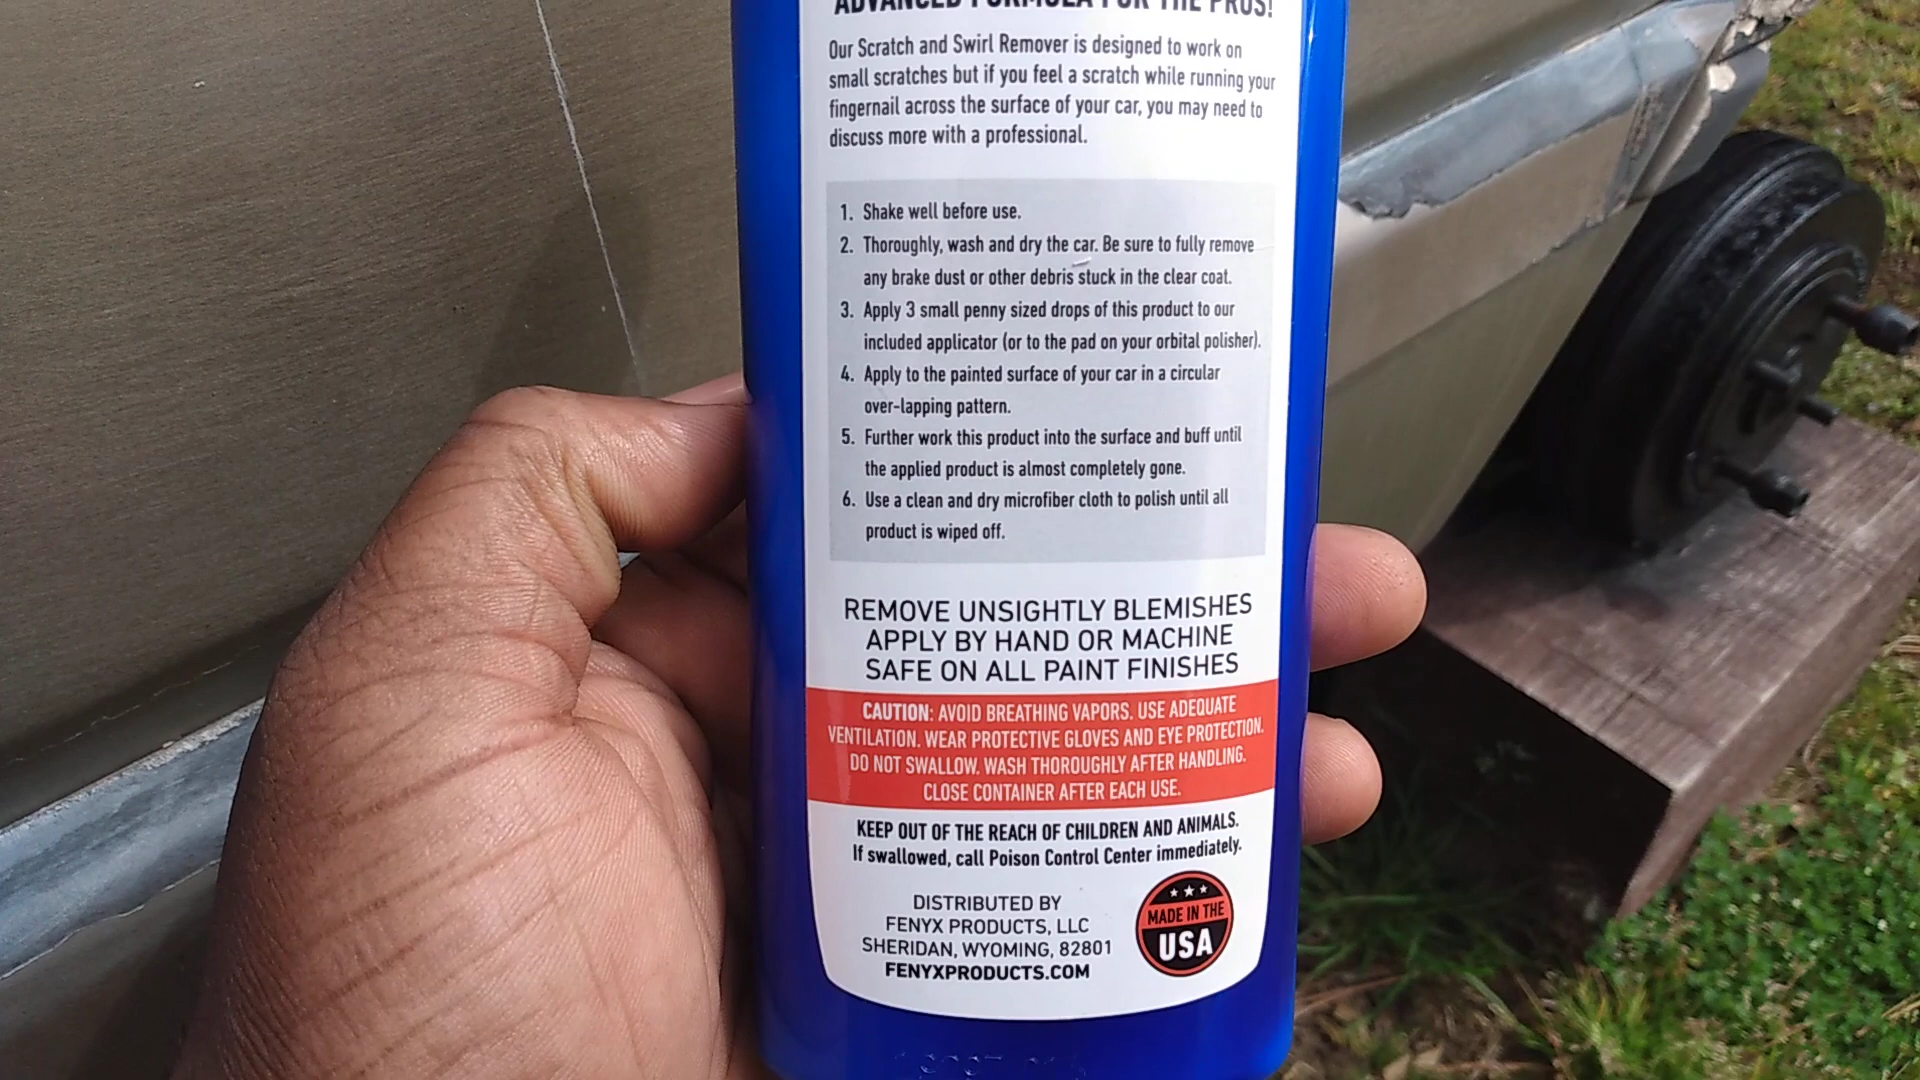 ADVANCED FORMULA FOR THE PROS!
Our Scratch and Swirl Remover is designed to work on
small scratches but if you feel a scratch while running your
fingernail across the surface of your car, you may need to
discuss more with a professional.
1. Shake well before use.
2. Thoroughly, wash and dry the car. Be sure to fully remove
any brake dust or other debris stuck in the clear coat.
3. Apply 3 small penny sized drops of this product to our
included applicator (or to the pad on your orbital polisher).
4. Apply to the painted surface of your car in a circular
over-lapping pattern.
5. Further work this product into the surface and buff until
the applied product is almost completely gone.
6. Use a clean and dry microfiber cloth to polish until all
product is wiped off.
REMOVE UNSIGHTLY BLEMISHES
APPLY BY HAND OR MACHINE
SAFE ON ALL PAINT FINISHES
CAUTION: AVOID BREATHING VAPORS. USE ADEQUATE
VENTILATION. WEAR PROTECTIVE GLOVES AND EYE PROTECTION.
DO NOT SWALLOW. WASH THOROUGHLY AFTER HANDLING.
CLOSE CONTAINER AFTER EACH USE.
KEEP OUT OF THE REACH OF CHILDREN AND ANIMALS.
If swallowed, call Poison Control Center immediately.
DISTRIBUTED BY
FENYX PRODUCTS, LLC
SHERIDAN, WYOMING, 82801
FENYXPRODUCTS.COM
MADE IN THE
USA